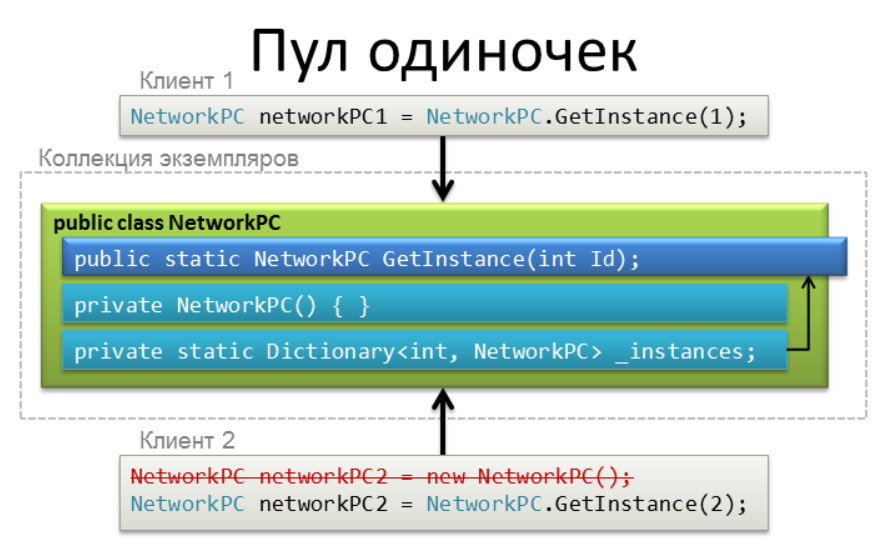 Пул одиночек
Клиент 1
NetworkPC networkPC1 = NetworkPC.GetInstance(1);
Коллекция экземпляров
public class NetworkPC
public static NetworkPC GetInstance(int Id);
private NetworkPC() { }
private static Dictionary<int, NetworkPC> _instances;
Клиент 2
NetworkPC networkPC2 = new NetworkPC();
NetworkPC networkPC2 = NetworkPC.GetInstance(2);